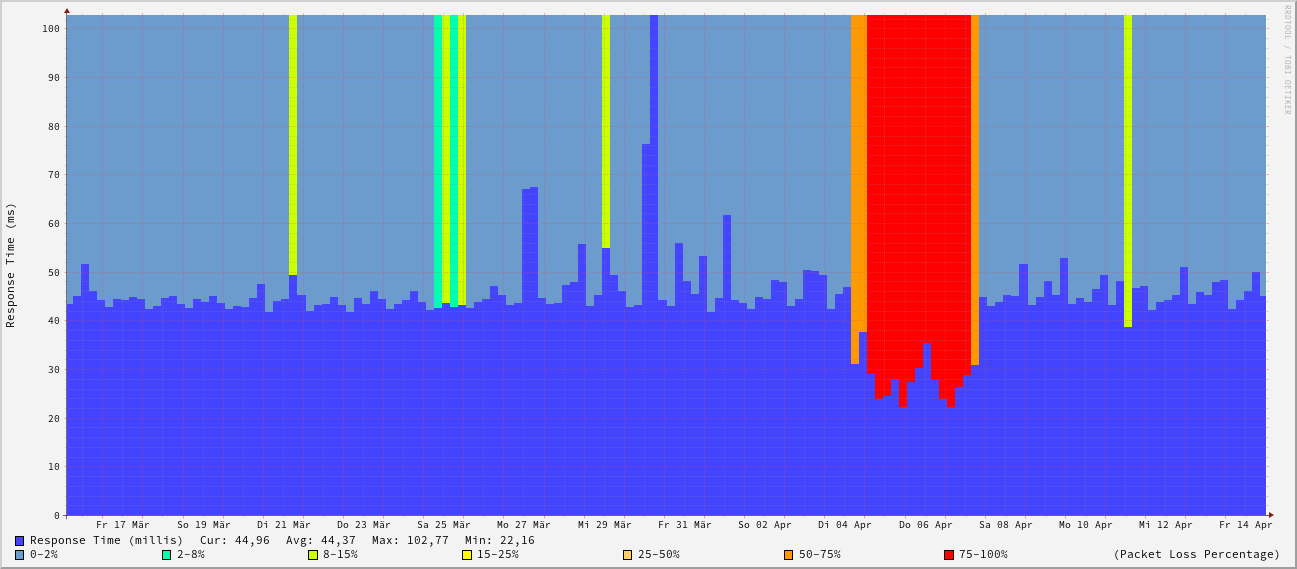 RRDTOOL / TOBI OETIKER
Response Time (ms)
100
90
80
70
60
50
40
30
20
10
0
Fr 17 Mär So 19 Mär Di 21 Mär Do 23 Mär Sa 25 Mär Mo 27 Mär Mi 29 Mär Fr 31 Mär So 02 Apr Di 04 Apr Do 06 Apr Sa 08 Apr Mo 10 Apr Mi 12 Apr Fr 14 Apr
Response Time (millis) Cur: 44,96 Avg: 44,37 Max: 102,77 Min: 22,16
0-2% 2-8% 8-15% 15-25% 25-50% 50-75% 75-100% (Packet Loss Percentage)